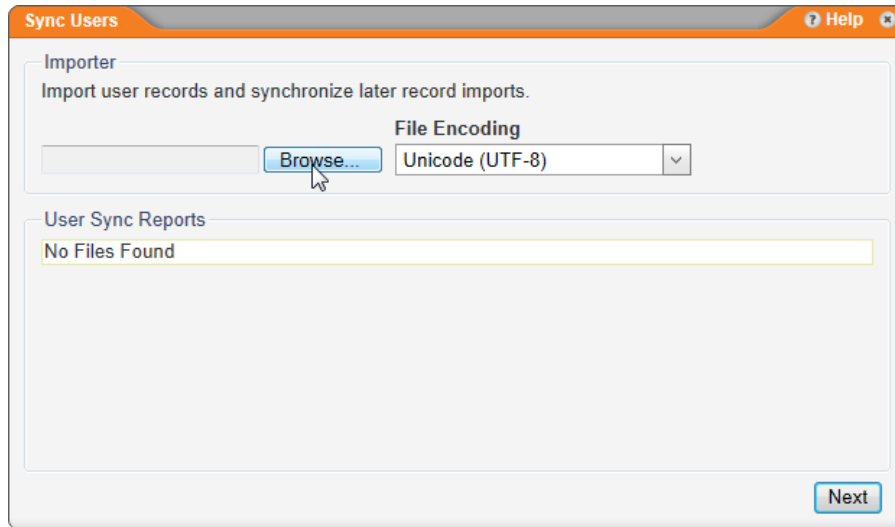 Sync Users
Help
Importer
Import user records and synchronize later record imports.
File Encoding
Browse...
Unicode (UTF-8)
User Sync Reports
No Files Found
Next